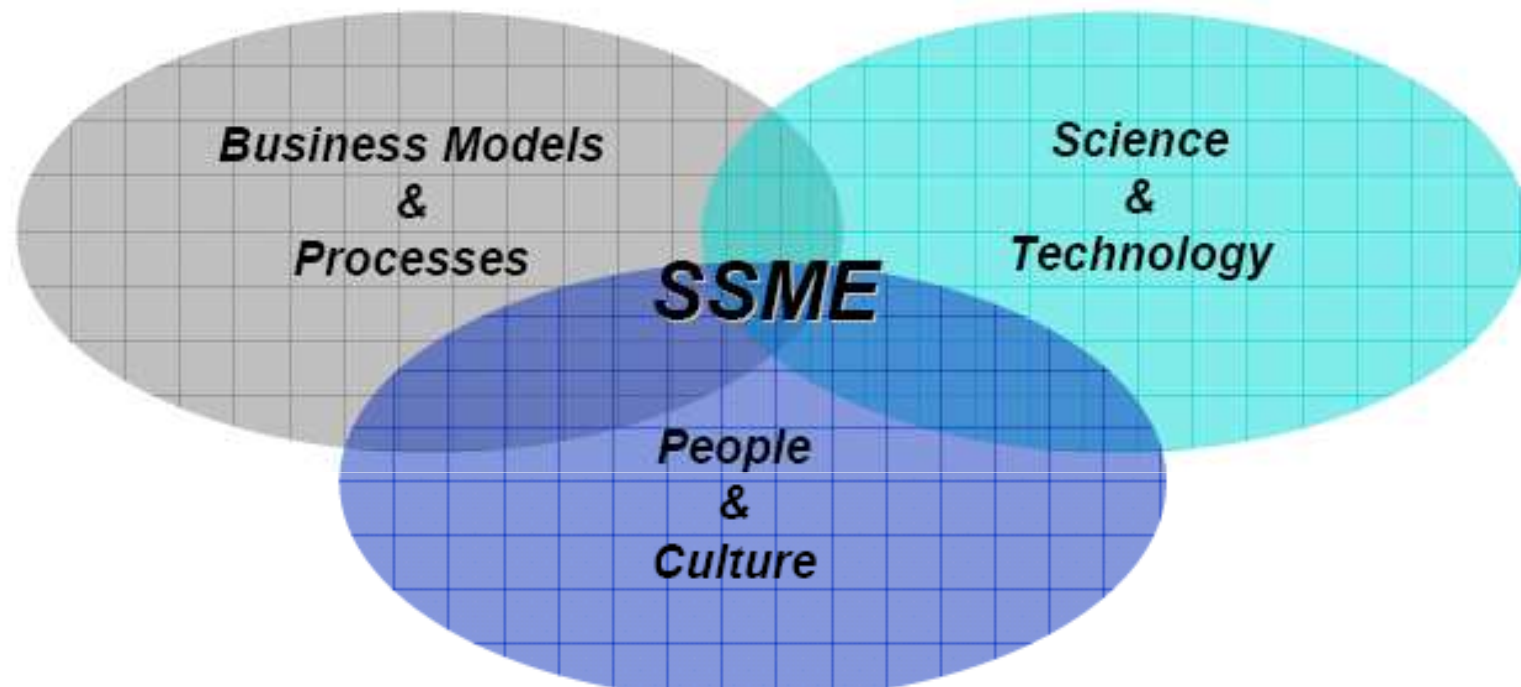 Business Models
&
Processes
Science
&
Technology
SSME
People
&
Culture